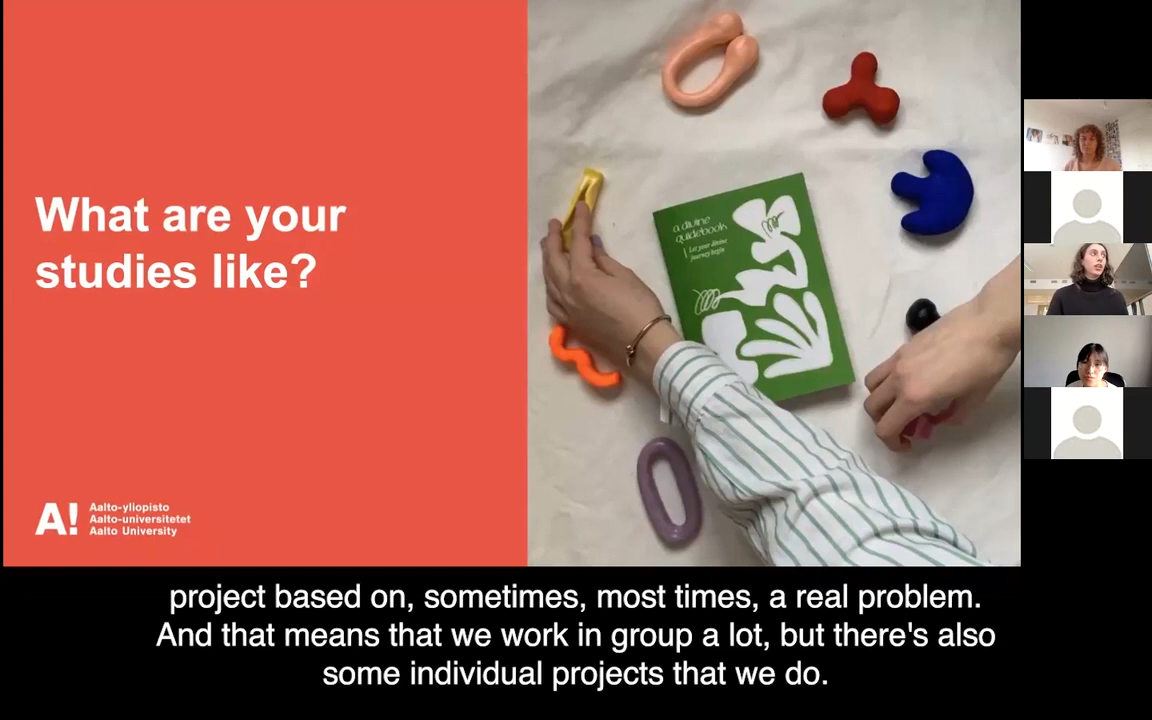 What are your
studies like?
A!
Aalto-yliopisto
Aalto-universitetet
Aalto University
a divine
guidebook
Let your divine
journey begin
project based on, sometimes, most times, a real problem.
And that means that we work in group a lot, but there's also
some individual projects that we do.